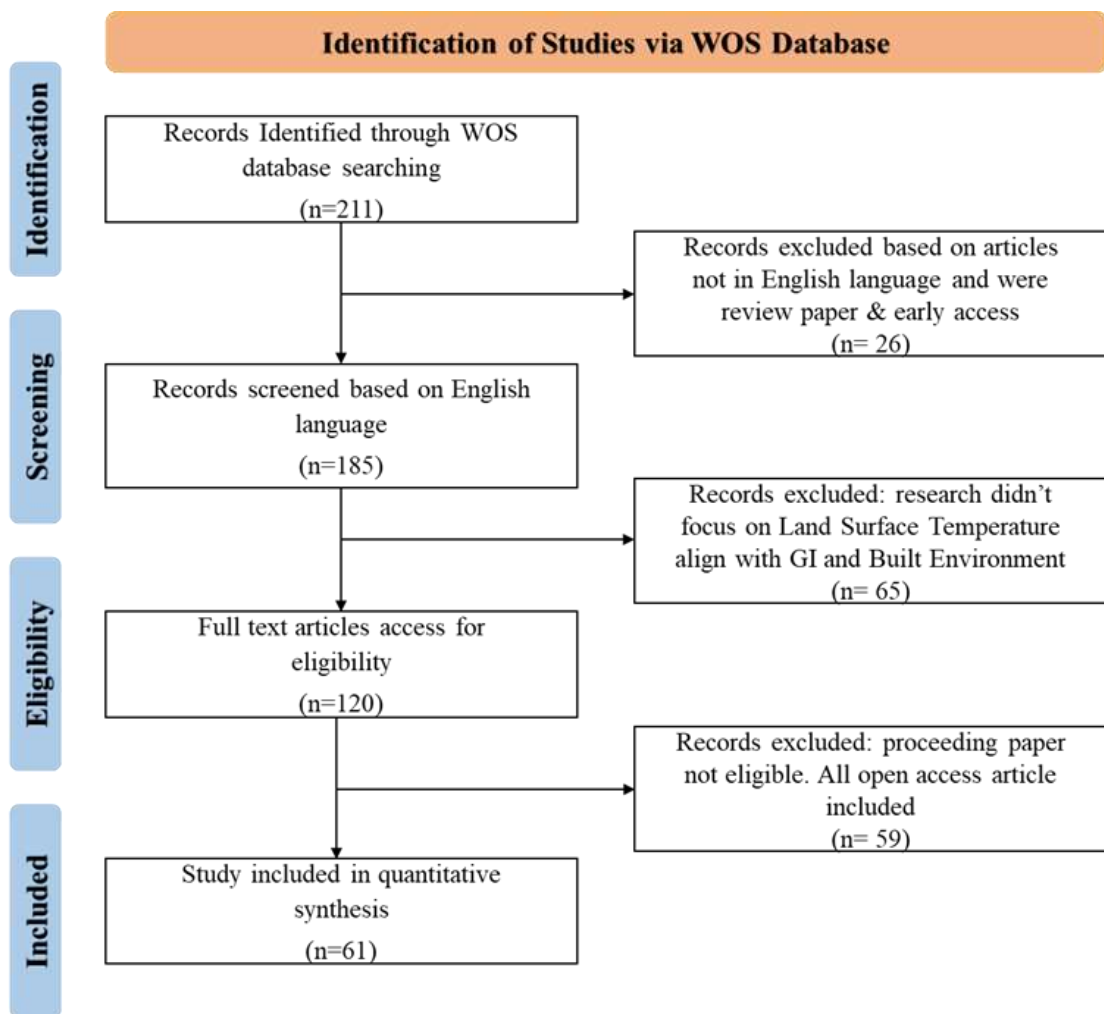 Identification of Studies via WOS Database
Identification
Records Identified through WOS
database searching
(n=211)
Records excluded based on articles
not in English language and were
review paper & early access
(n= 26)
Screening
Records screened based on English
language
(n=185)
Records excluded: research didn't
focus on Land Surface Temperature
align with GI and Built Environment
(n= 65)
Eligibility
Full text articles access for
eligibility
(n=120)
Records excluded: proceeding paper
not eligible. All open access article
included
(n= 59)
Included
Study included in quantitative
synthesis
(n=61)